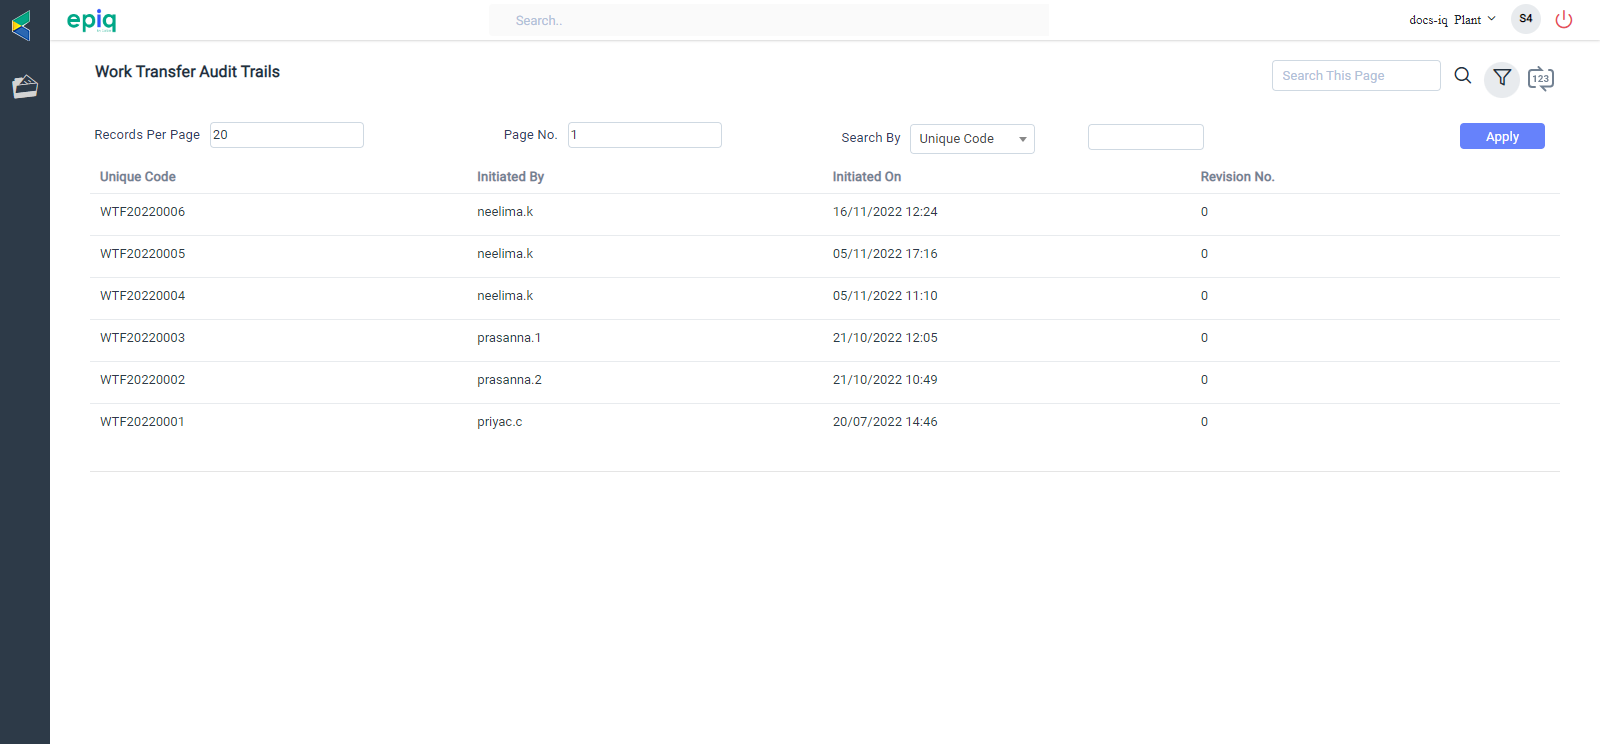 epiq
Search..
docs-iq Plant
S4
Work Transfer Audit Trails
Search This Page
123
Records Per Page 20 Page No. 1 Search By Unique Code Apply
Unique Code Initiated By Initiated On Revision No.
WTF20220006 neelima.k 16/11/2022 12:24 0
WTF20220005 neelima.k 05/11/2022 17:16 0
WTF20220004 neelima.k 05/11/2022 11:10 0
WTF20220003 prasanna.1 21/10/2022 12:05 0
WTF20220002 prasanna.2 21/10/2022 10:49 0
WTF20220001 priyac.c 20/07/2022 14:46 0